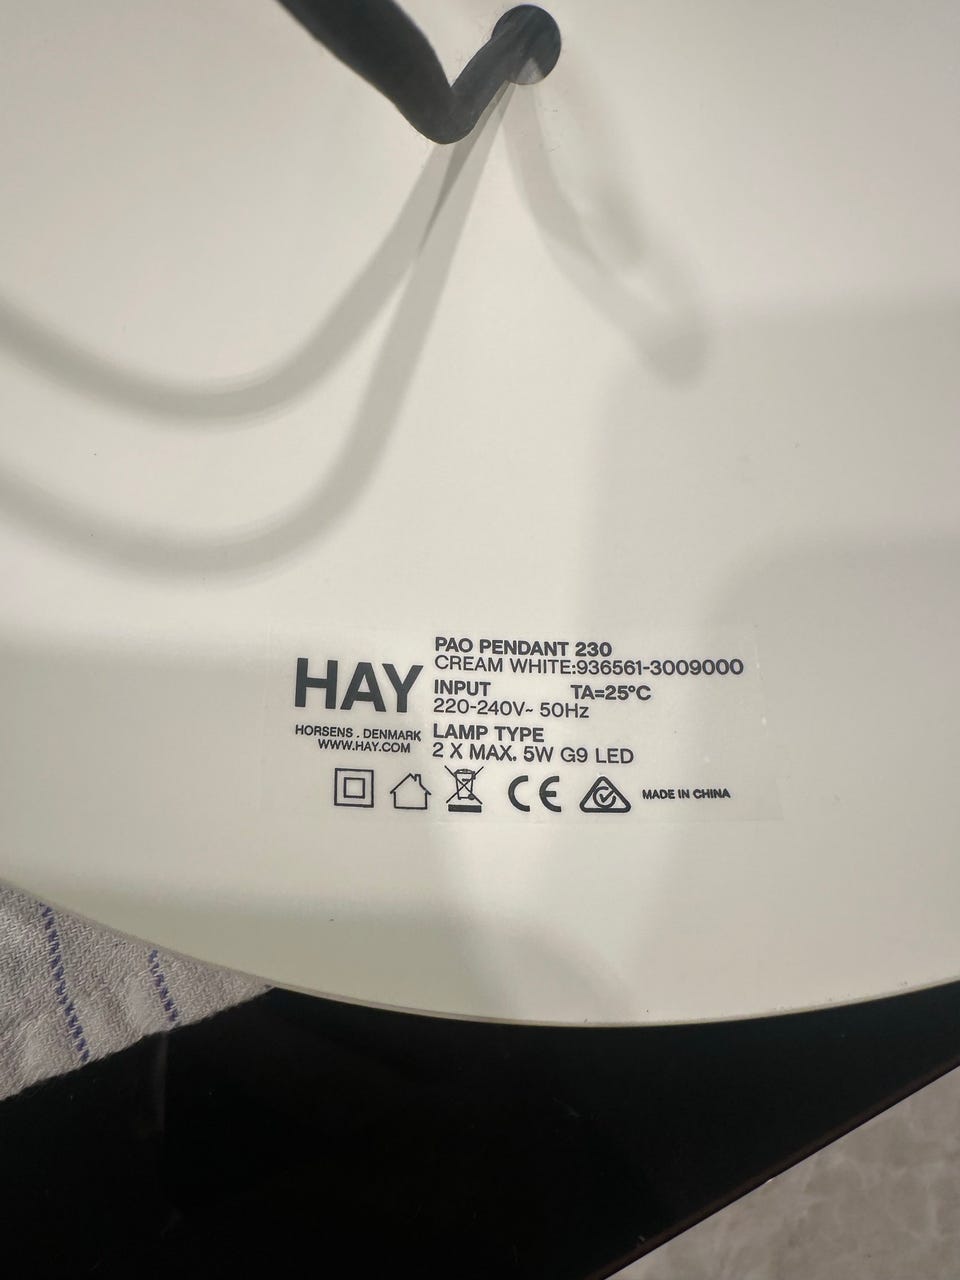 HAY
HORSENS . DENMARK
WWW.HAY.COM
PAO PENDANT 230
CREAM WHITE:936561-3009000
INPUT TA=25°C
220-240V~ 50Hz
LAMP TYPE
2 X MAX. 5W G9 LED
CE
MADE IN CHINA